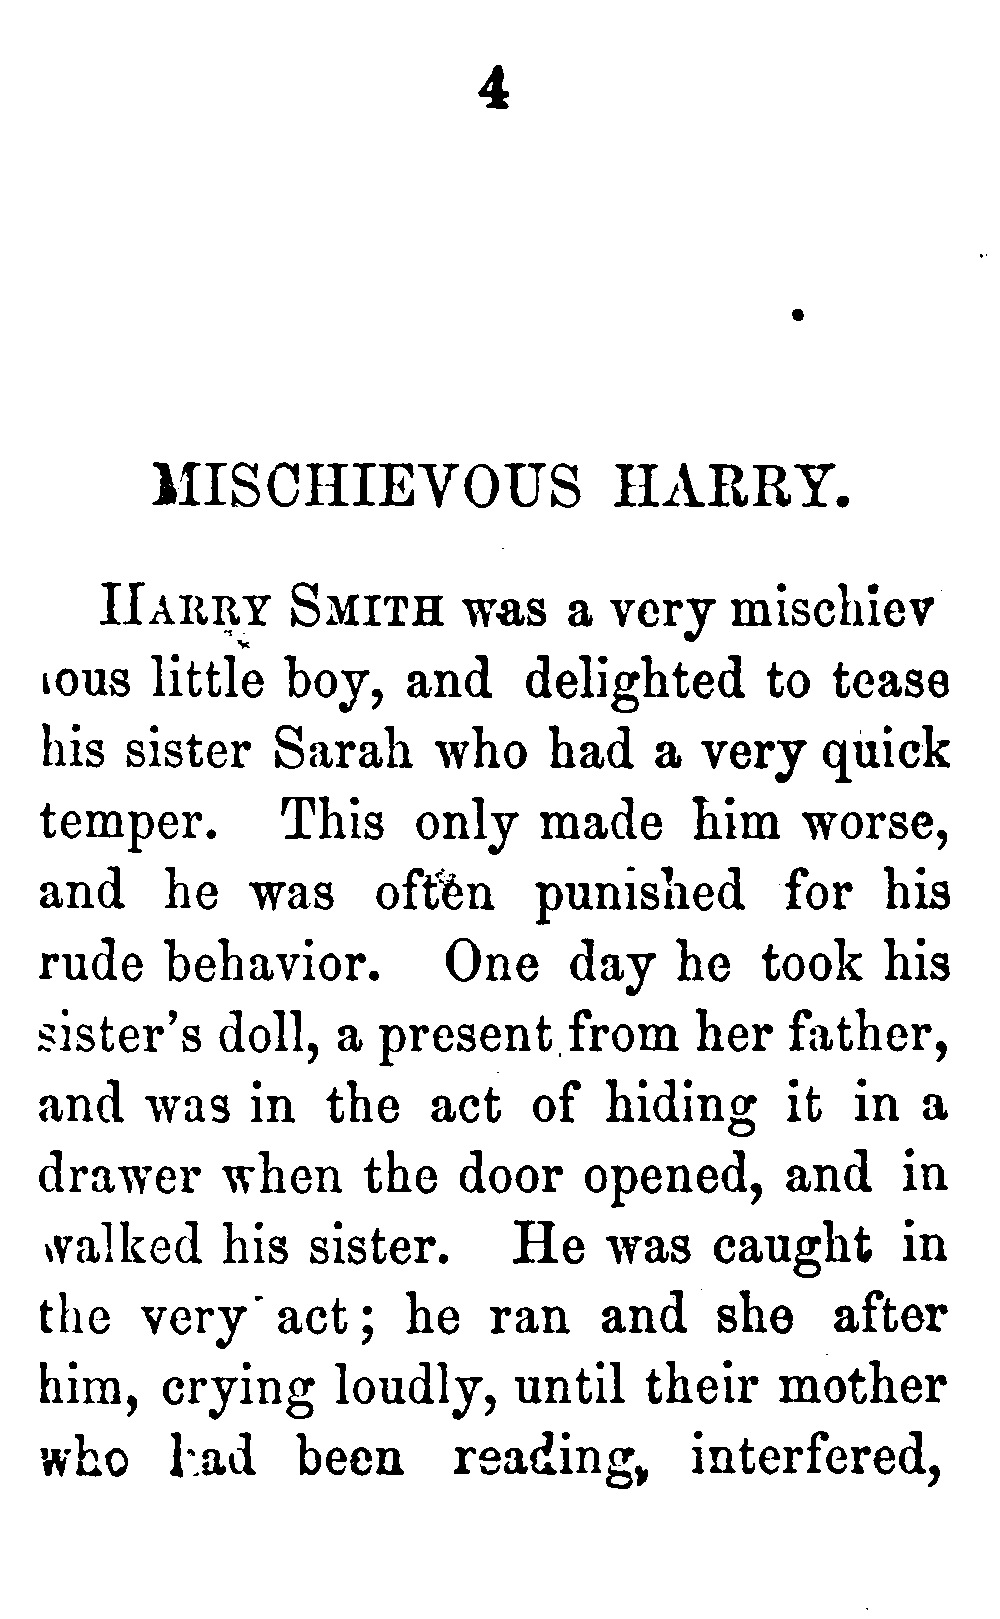 4
MISCHIEVOUS HARRY.
HARRY SMITH was a very mischiev
ious little boy, and delighted to tease
his sister Sarah who had a very quick
temper. This only made him worse,
and he was often punished for his
rude behavior. One day he took his
sister's doll, a present from her father,
and was in the act of hiding it in a
drawer when the door opened, and in
walked his sister. He was caught in
the very act; he ran and she after
him, crying loudly, until their mother
who had been reading, interfered,